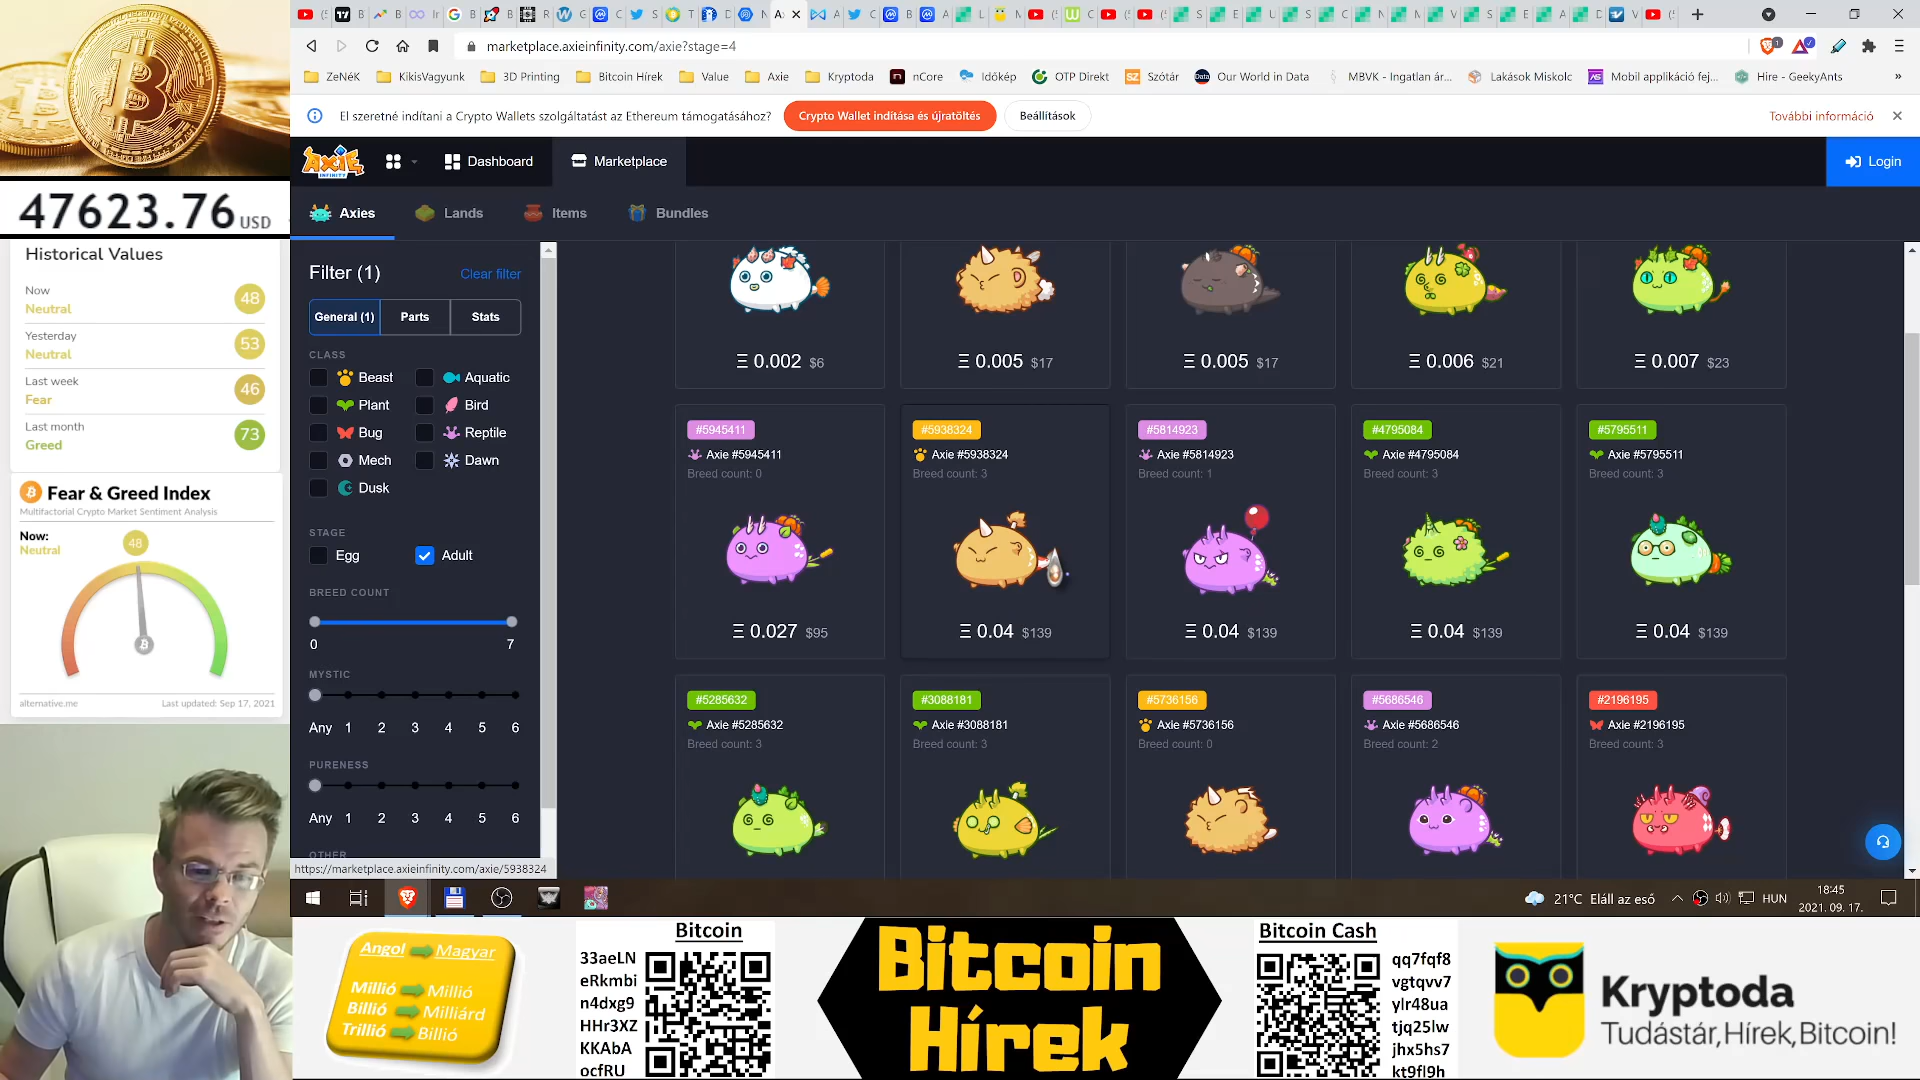 marketplace.axieinfinity.com/axie?stage=4
ZeNéK
KikisVagyunk
3D Printing
Bitcoin Hírek
Value
Axie
Kryptoda
nCore
Időkép
OTP Direkt
Szótár
Our World in Data
MBVK - Ingatlan ár...
Lakások Miskolc
Mobil applikáció fej...
Hire - GeekyAnts
El szeretné indítani a Crypto Wallets szolgáltatást az Ethereum támogatásához?
Crypto Wallet indítása és újratöltés
Beállítások
További információ
AXIE
INFINITY
Dashboard
Marketplace
Login
Axies
Lands
Items
Bundles
47623.76 USD
Historical Values
Now
Neutral
48
Yesterday
Neutral
53
Last week
Fear
46
Last month
Greed
73
Fear & Greed Index
Multifactorial Crypto Market Sentiment Analysis
Now:
Neutral
48
alternative.me
Last updated: Sep 17, 2021
Filter (1)
Clear filter
General (1)
Parts
Stats
CLASS
Beast
Aquatic
Plant
Bird
Bug
Reptile
Mech
Dawn
Dusk
STAGE
Egg
Adult
BREED COUNT
0
7
MYSTIC
Any 1 2 3 4 5 6
PURENESS
Any 1 2 3 4 5 6
OTHER
https://marketplace.axieinfinity.com/axie/5938324
Ξ 0.002 $6
Ξ 0.005 $17
Ξ 0.005 $17
Ξ 0.006 $21
Ξ 0.007 $23
#5945411
Axie #5945411
Breed count: 0
Ξ 0.027 $95
#5938324
Axie #5938324
Breed count: 3
Ξ 0.04 $139
#5814923
Axie #5814923
Breed count: 1
Ξ 0.04 $139
#4795084
Axie #4795084
Breed count: 3
Ξ 0.04 $139
#5795511
Axie #5795511
Breed count: 3
Ξ 0.04 $139
#5285632
Axie #5285632
Breed count: 3
#3088181
Axie #3088181
Breed count: 3
#5736156
Axie #5736156
Breed count: 0
#5686546
Axie #5686546
Breed count: 2
#2196195
Axie #2196195
Breed count: 3
21°C Eláll az eső
HUN
18:45
2021. 09. 17.
Angol Magyar
Millió Millió
Billió Milliárd
Trillió Billió
Bitcoin
33aeLN
eRkmbi
n4dxg9
HHr3XZ
KKAbA
ocfRU
Bitcoin
Hírek
Bitcoin Cash
qq7fqf8
vgtqvv7
ylr48ua
tjq25lw
jhx5hs7
kt9fl9h
Kryptoda
Tudástár,Hírek,Bitcoin!